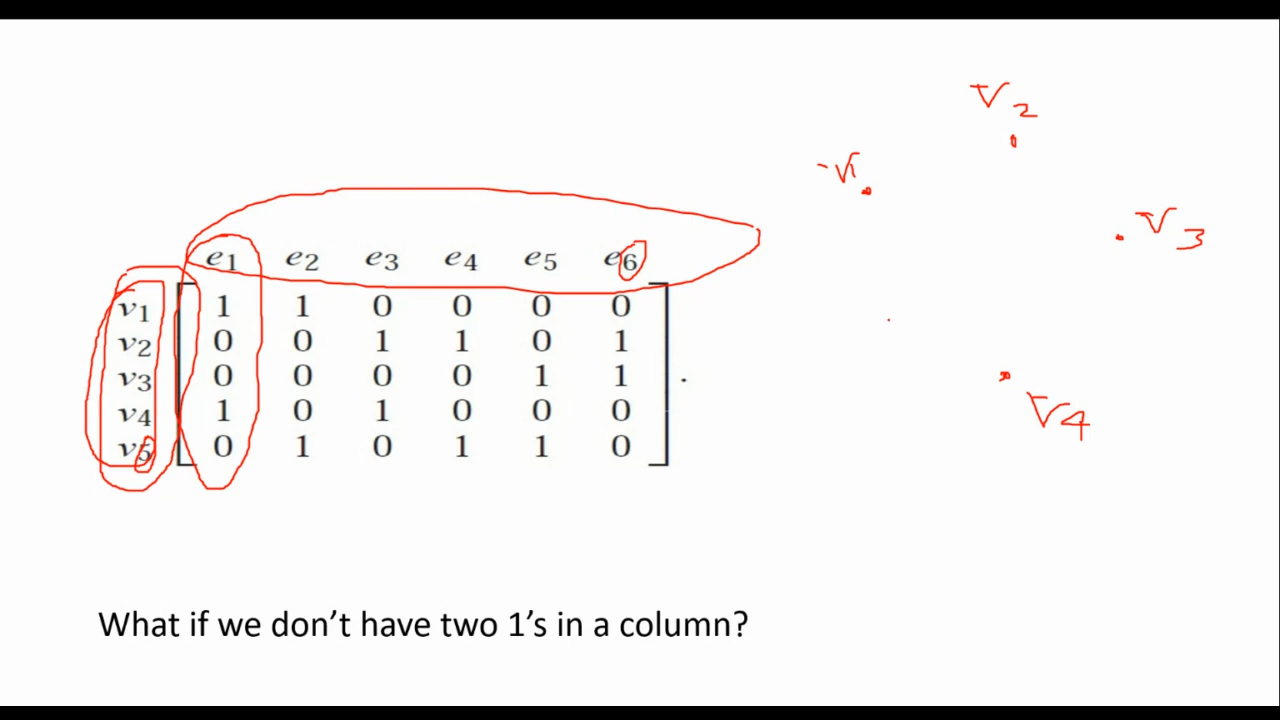 V2
v1
V3
e1 e2 e3 e4 e5 e6
v1 1 1 0 0 0 0
v2 0 0 1 1 0 1
v3 0 0 0 0 1 1 .
v4 1 0 1 0 0 0
V4
v5 0 1 0 1 1 0
What if we don’t have two 1’s in a column?